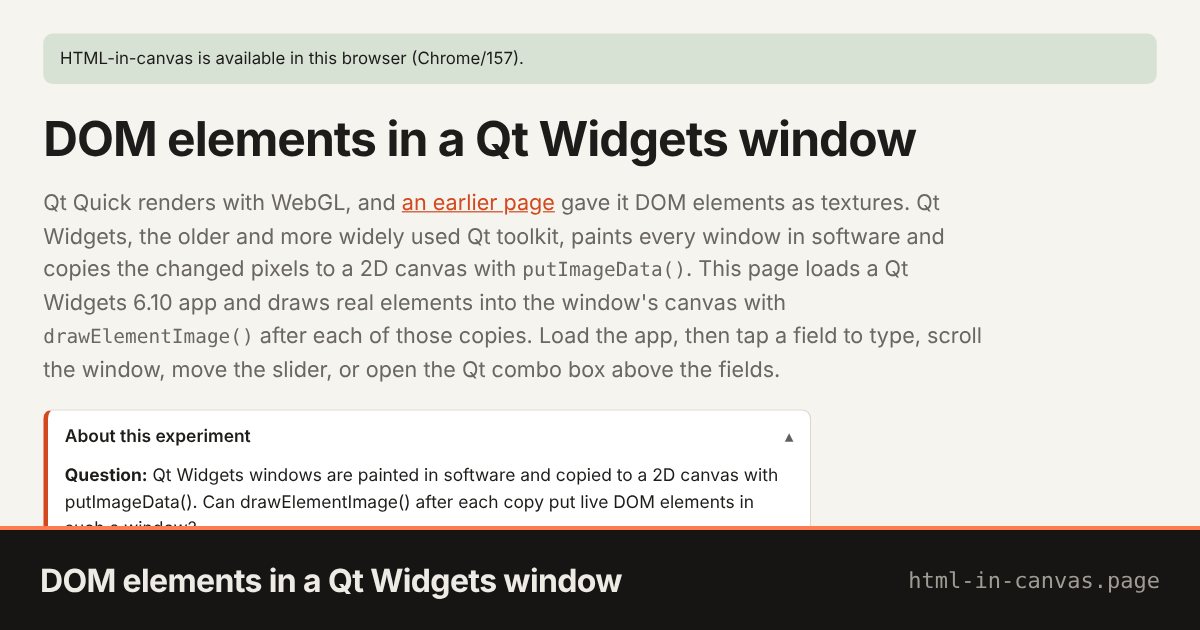 HTML-in-canvas is available in this browser (Chrome/157).
DOM elements in a Qt Widgets window
Qt Quick renders with WebGL, and an earlier page gave it DOM elements as textures. Qt
Widgets, the older and more widely used Qt toolkit, paints every window in software and
copies the changed pixels to a 2D canvas with putImageData(). This page loads a Qt
Widgets 6.10 app and draws real elements into the window's canvas with
drawElementImage() after each of those copies. Load the app, then tap a field to type, scroll
the window, move the slider, or open the Qt combo box above the fields.
About this experiment ▲
Question: Qt Widgets windows are painted in software and copied to a 2D canvas with
putImageData(). Can drawElementImage() after each copy put live DOM elements in
such a window?
DOM elements in a Qt Widgets window
html-in-canvas.page